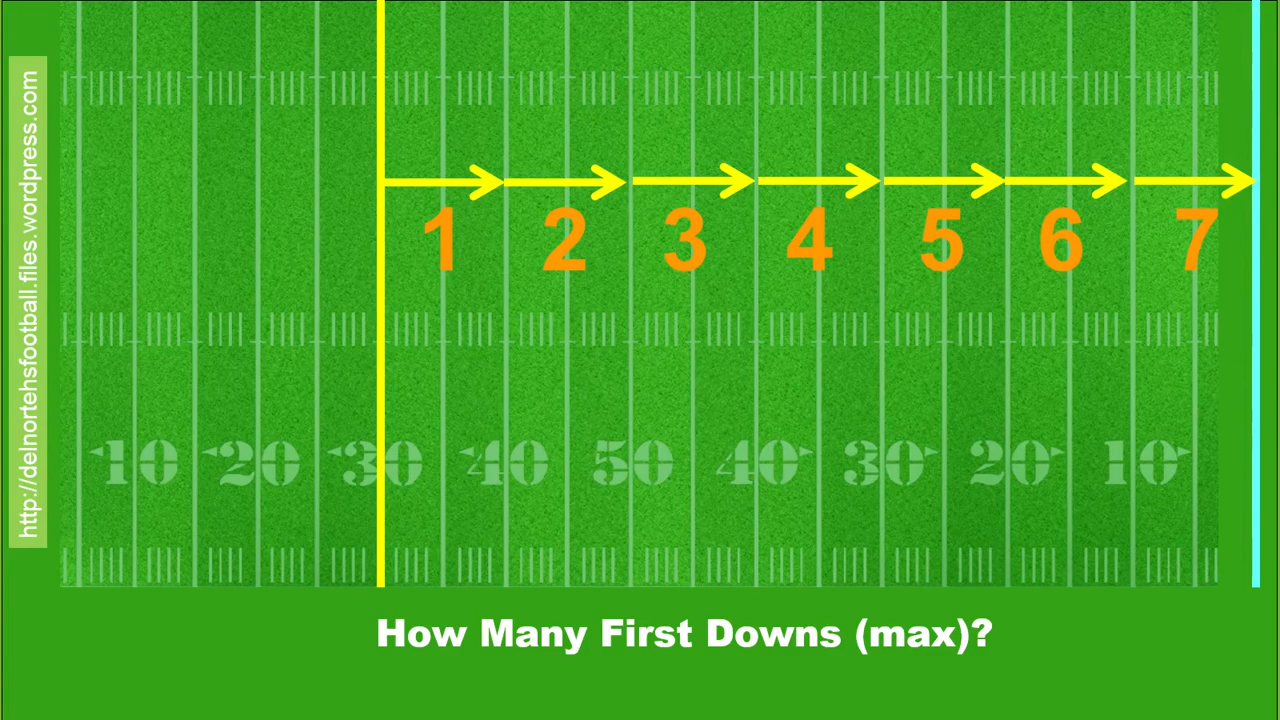 http://delnortehsfootball.files.wordpress.com
1 2 3 4 5 6 7
10 20 30 40 50 40 30 20 10
How Many First Downs (max)?